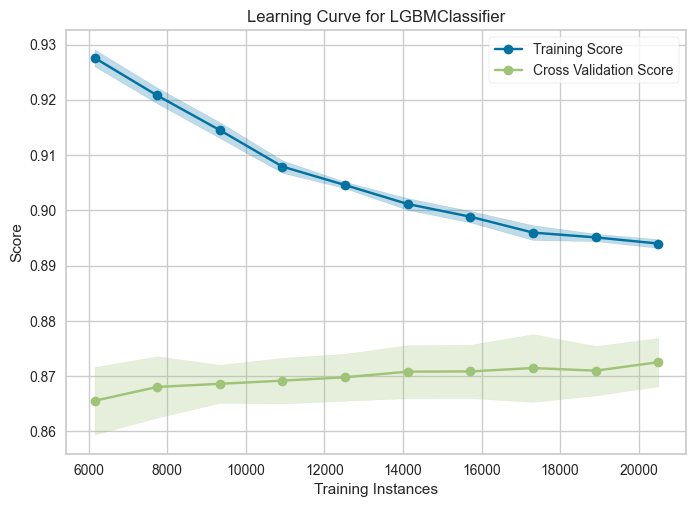 Learning Curve for LGBMClassifier
Training Score
Cross Validation Score
0.93
0.92
0.91
0.90
0.89
0.88
0.87
0.86
Score
6000 8000 10000 12000 14000 16000 18000 20000
Training Instances